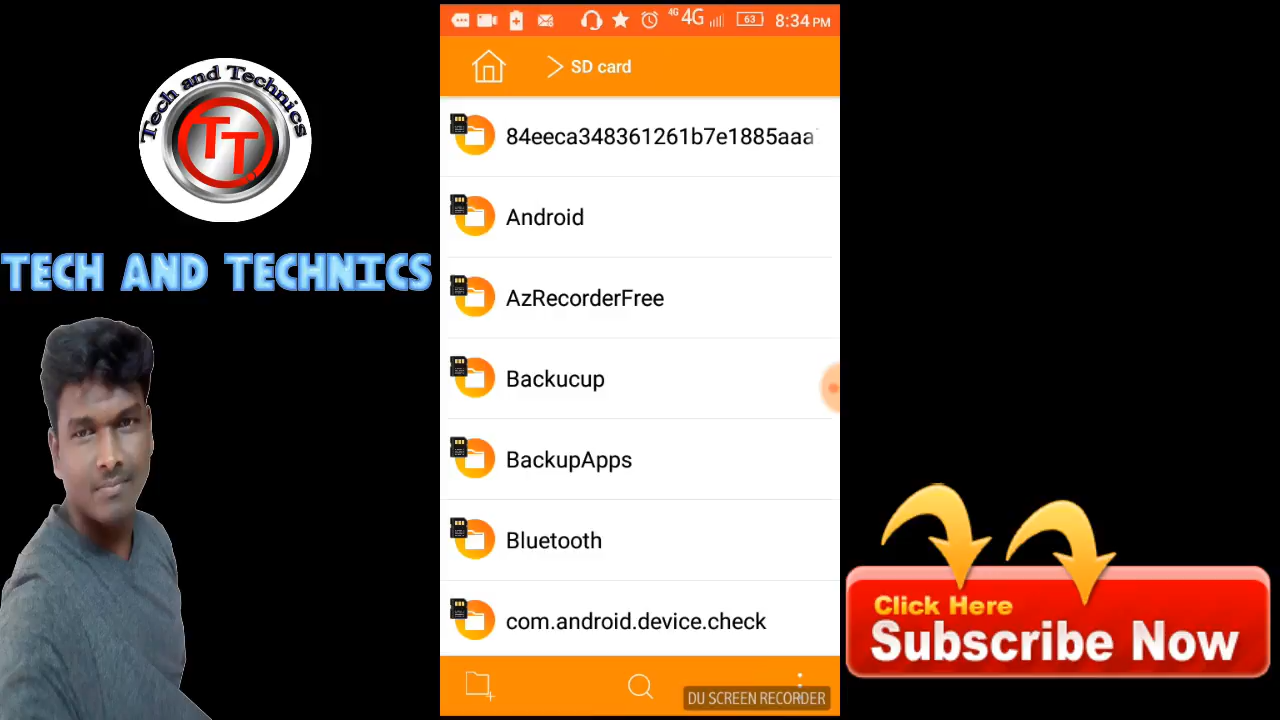 Tech and Technics
TT
TECH AND TECHNICS
4G 4G 63 8:34 PM
SD card
84eeca348361261b7e1885aaa
Android
AzRecorderFree
Backucup
BackupApps
Bluetooth
com.android.device.check
DU SCREEN RECORDER
Click Here
Subscribe Now